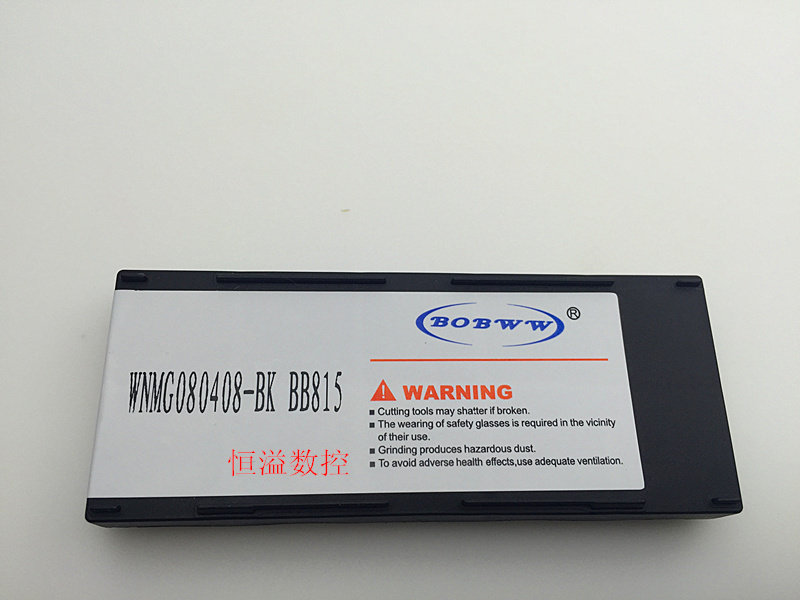 BOBWW®
WNMG080408-BK BB815
WARNING
■ Cutting tools may shatter if broken.
■ The wearing of safety glasses is required in the vicinity
of their use.
■ Grinding produces hazardous dust.
■ To avoid adverse health effects,use adequate ventilation.
恒溢数控